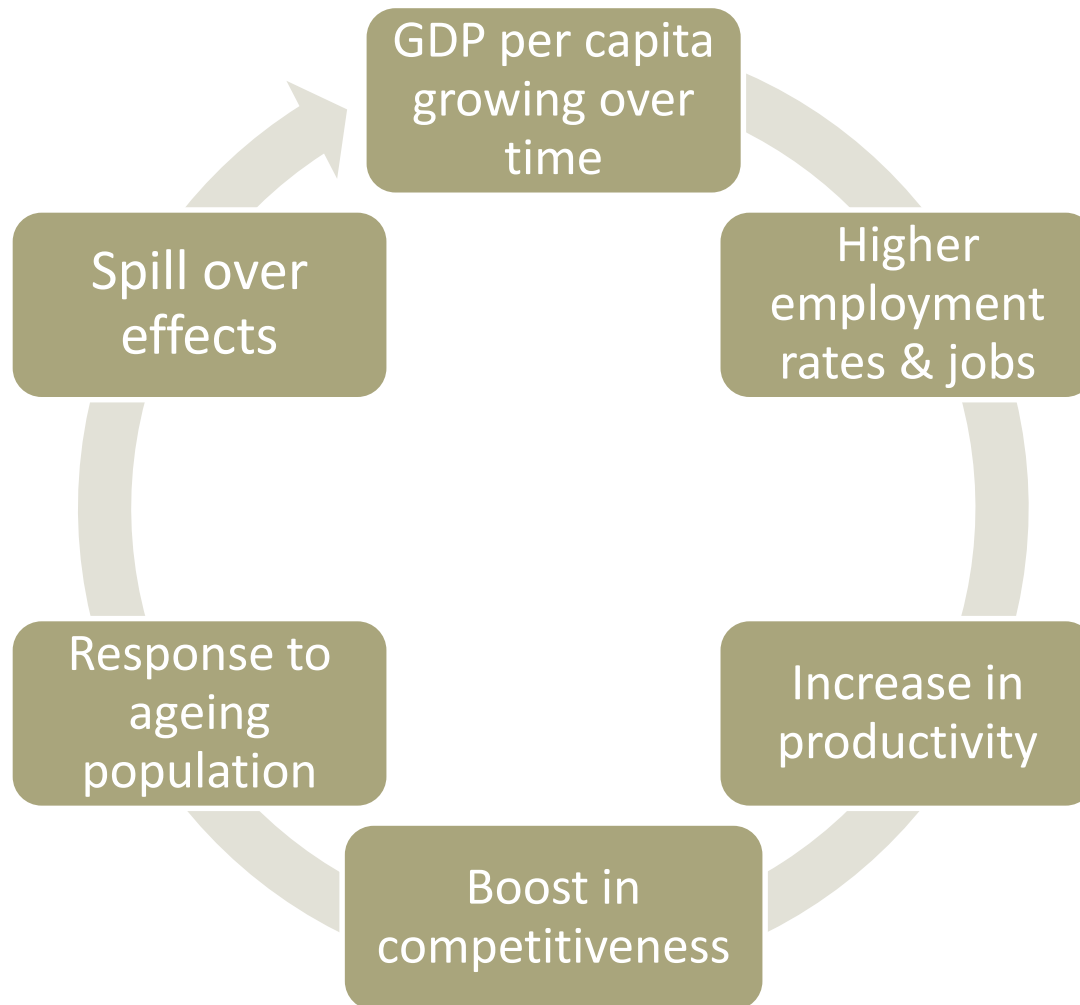 GDP per capita
growing over
time
Higher
employment
rates & jobs
Increase in
productivity
Boost in
competitiveness
Response to
ageing
population
Spill over
effects